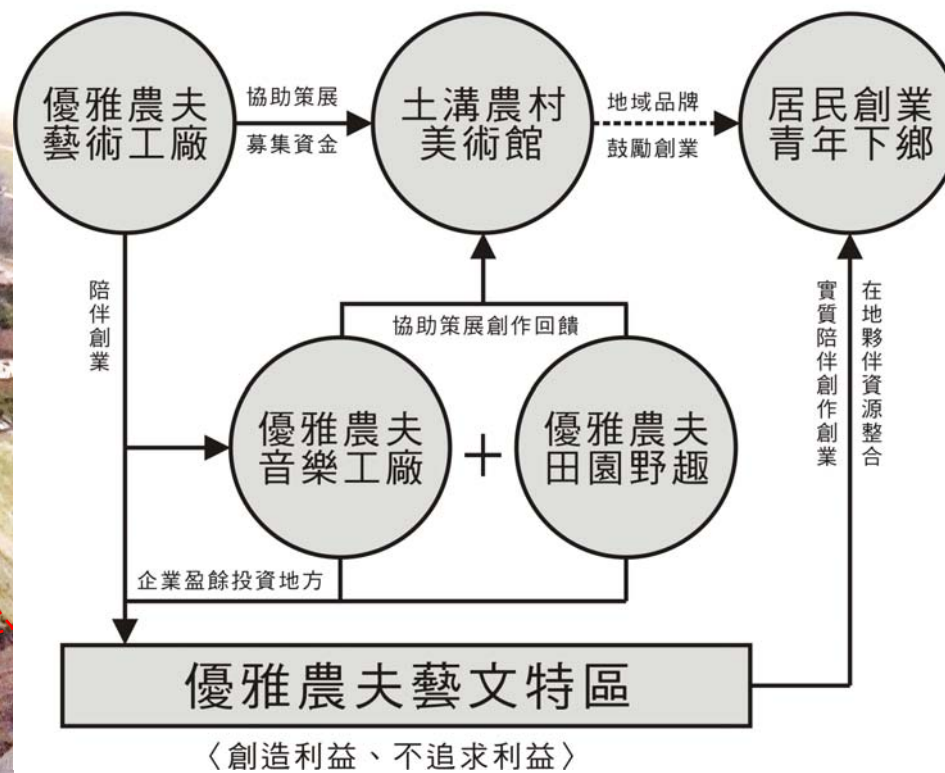 優雅農夫
藝術工廠
協助策展
募集資金
土溝農村
美術館
地域品牌
鼓勵創業
居民創業
青年下鄉
陪伴創業
協助策展創作回饋
優雅農夫
音樂工廠
+
優雅農夫
田園野趣
實質陪伴創作創業
在地夥伴資源整合
企業盈餘投資地方
優雅農夫藝文特區
〈創造利益、不追求利益〉